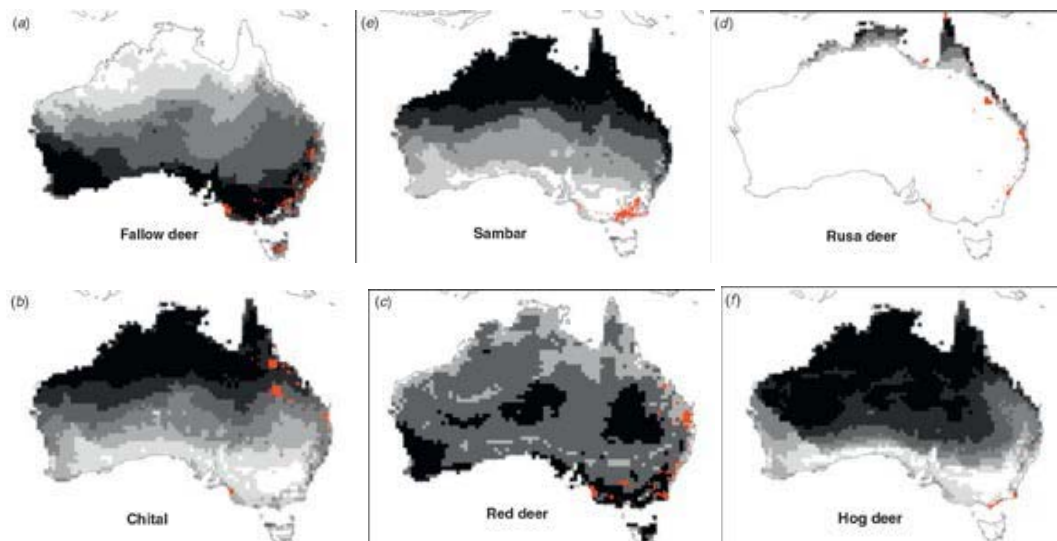 (a)
Fallow deer
(e)
Sambar
(d)
Rusa deer
(b)
Chital
(c)
Red deer
(f)
Hog deer